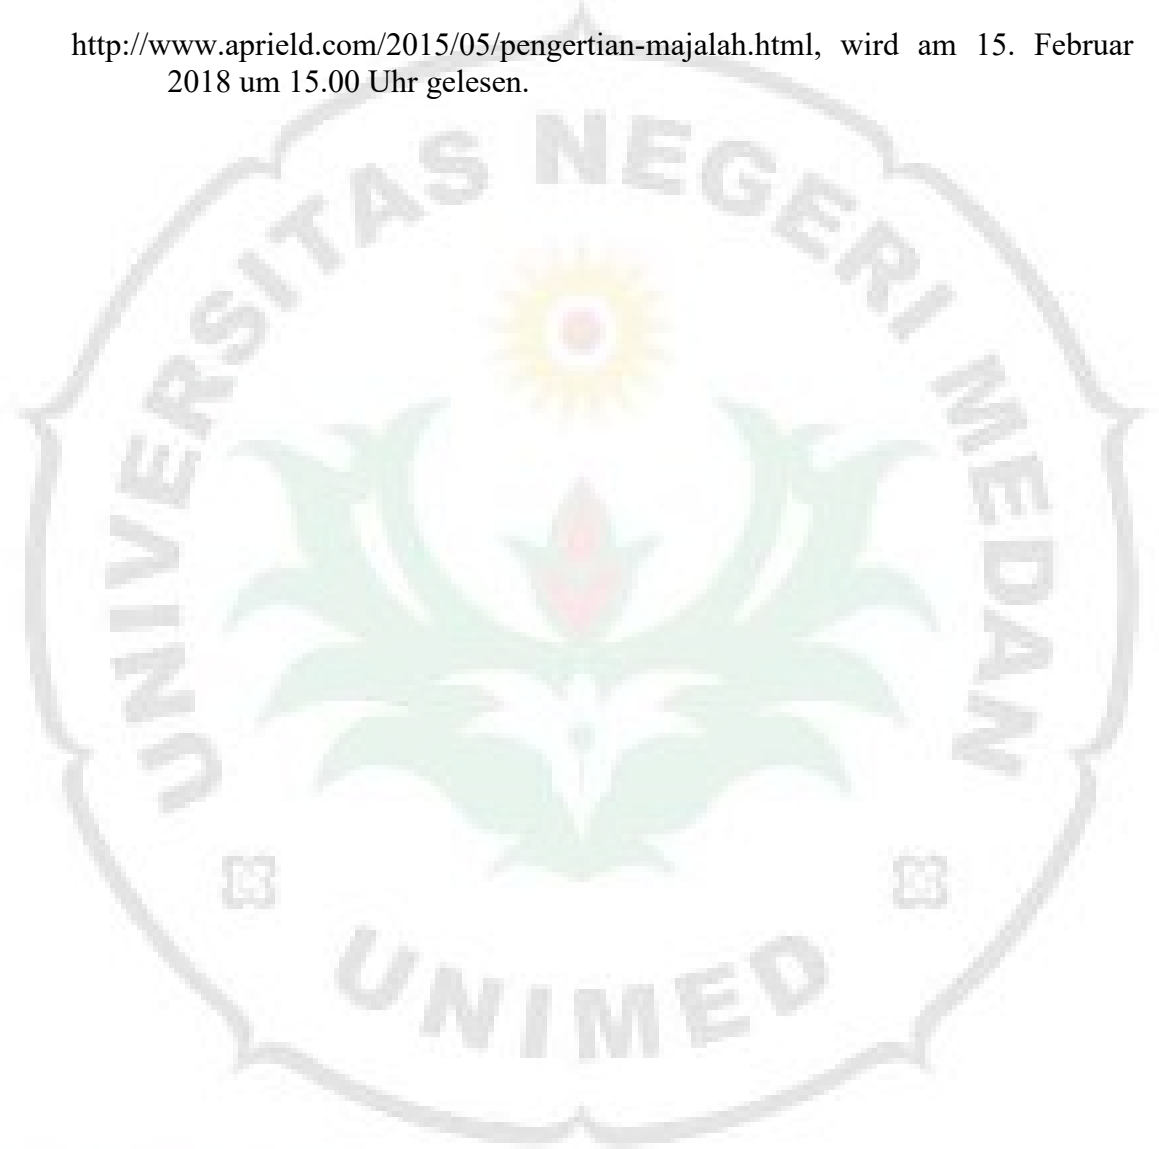 http://www.aprield.com/2015/05/pengertian-majalah.html, wird am 15. Februar
2018 um 15.00 Uhr gelesen.
UNIVERSITAS NEGERI MEDAN
UNIMED